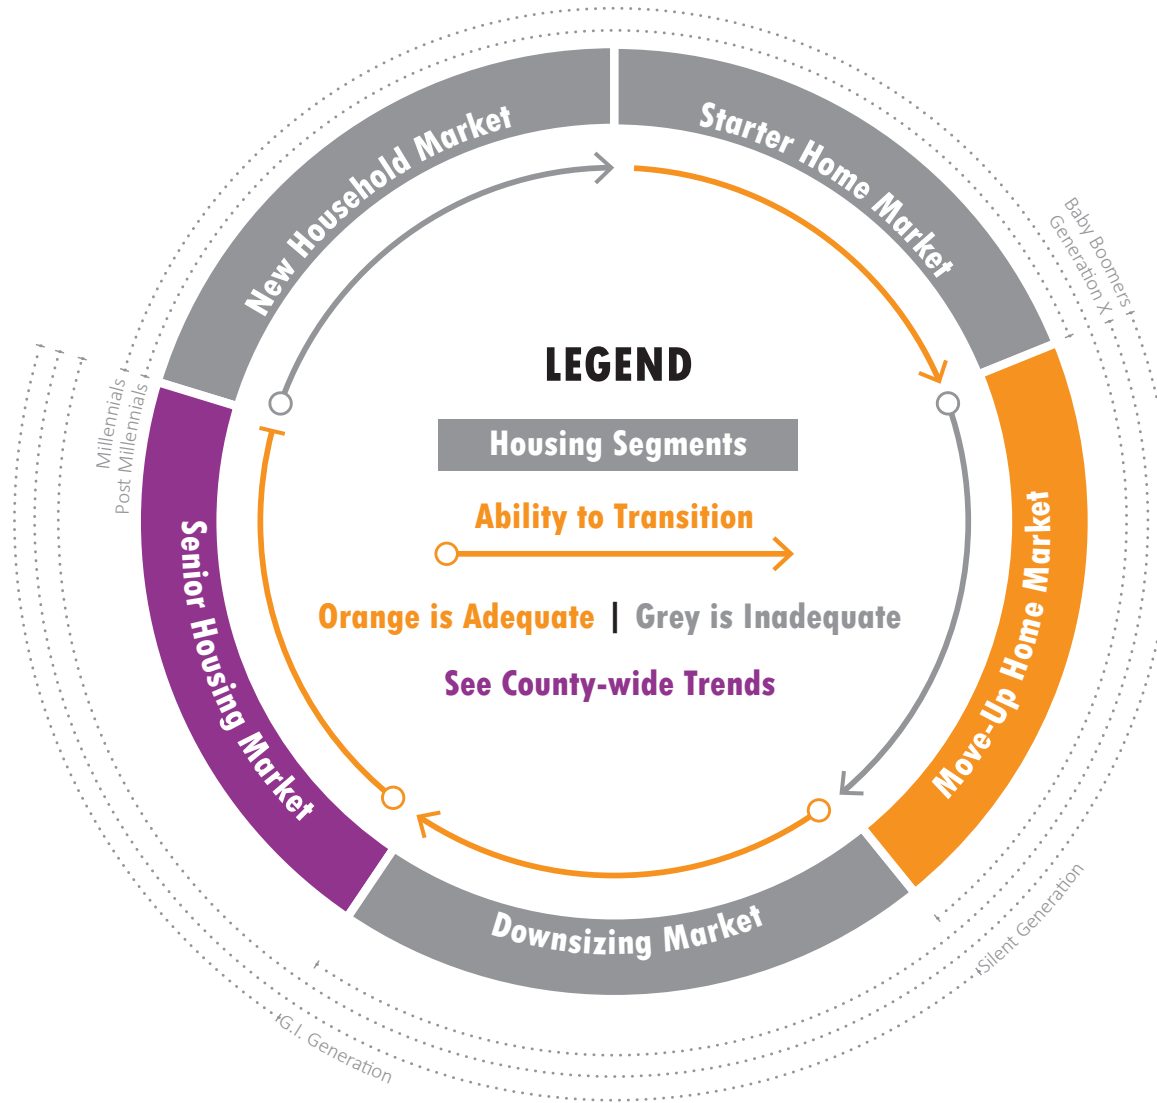 New Household Market
Starter Home Market
Baby Boomers
Generation X
LEGEND
Housing Segments
Ability to Transition
Orange is Adequate | Grey is Inadequate
See County-wide Trends
Millennials
Post Millennials
Senior Housing Market
Move-Up Home Market
Downsizing Market
Silent Generation
G.I. Generation